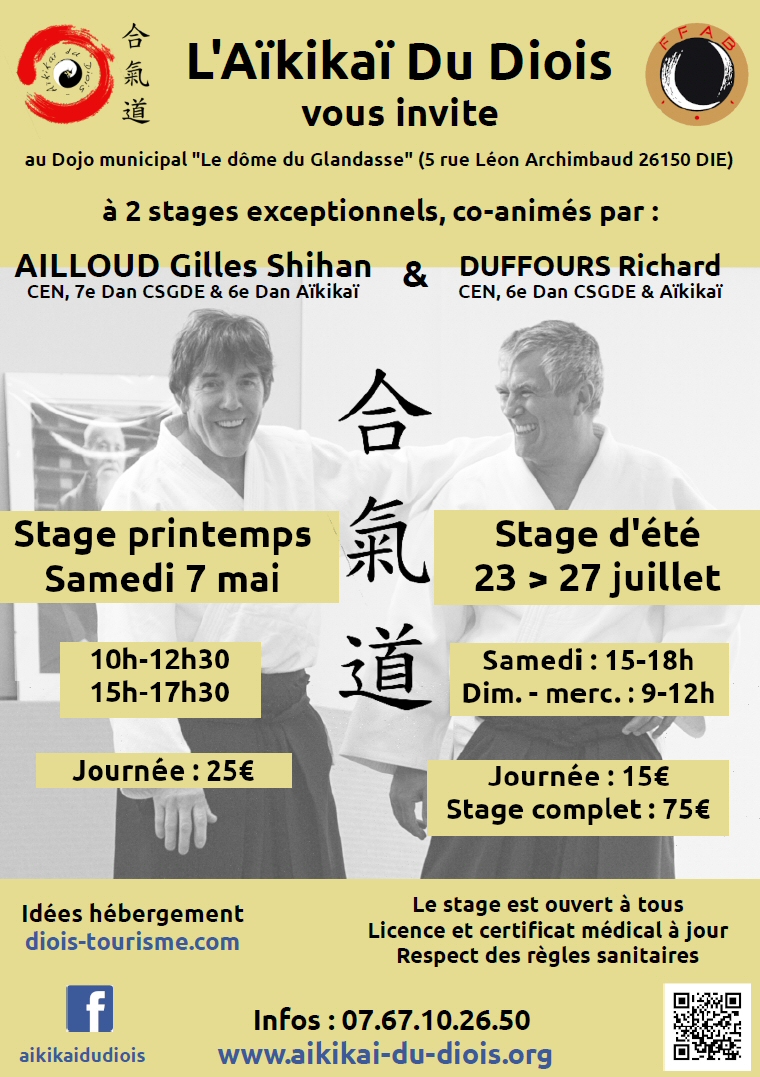 合
氣
道
Aïkikaï du Diois
FFAB
L'Aïkikaï Du Diois
vous invite
au Dojo municipal "Le dôme du Glandasse" (5 rue Léon Archimbaud 26150 DIE)
à 2 stages exceptionnels, co-animés par :
AILLOUD Gilles Shihan
CEN, 7e Dan CSGDE & 6e Dan Aïkikaï
&
DUFFOURS Richard
CEN, 6e Dan CSGDE & Aïkikaï
合
氣
道
Stage printemps
Samedi 7 mai
10h-12h30
15h-17h30
Journée : 25€
Stage d'été
23 > 27 juillet
Samedi : 15-18h
Dim. - merc. : 9-12h
Journée : 15€
Stage complet : 75€
Idées hébergement
diois-tourisme.com
Le stage est ouvert à tous
Licence et certificat médical à jour
Respect des règles sanitaires
f
aikikaidudiois
Infos : 07.67.10.26.50
www.aikikai-du-diois.org